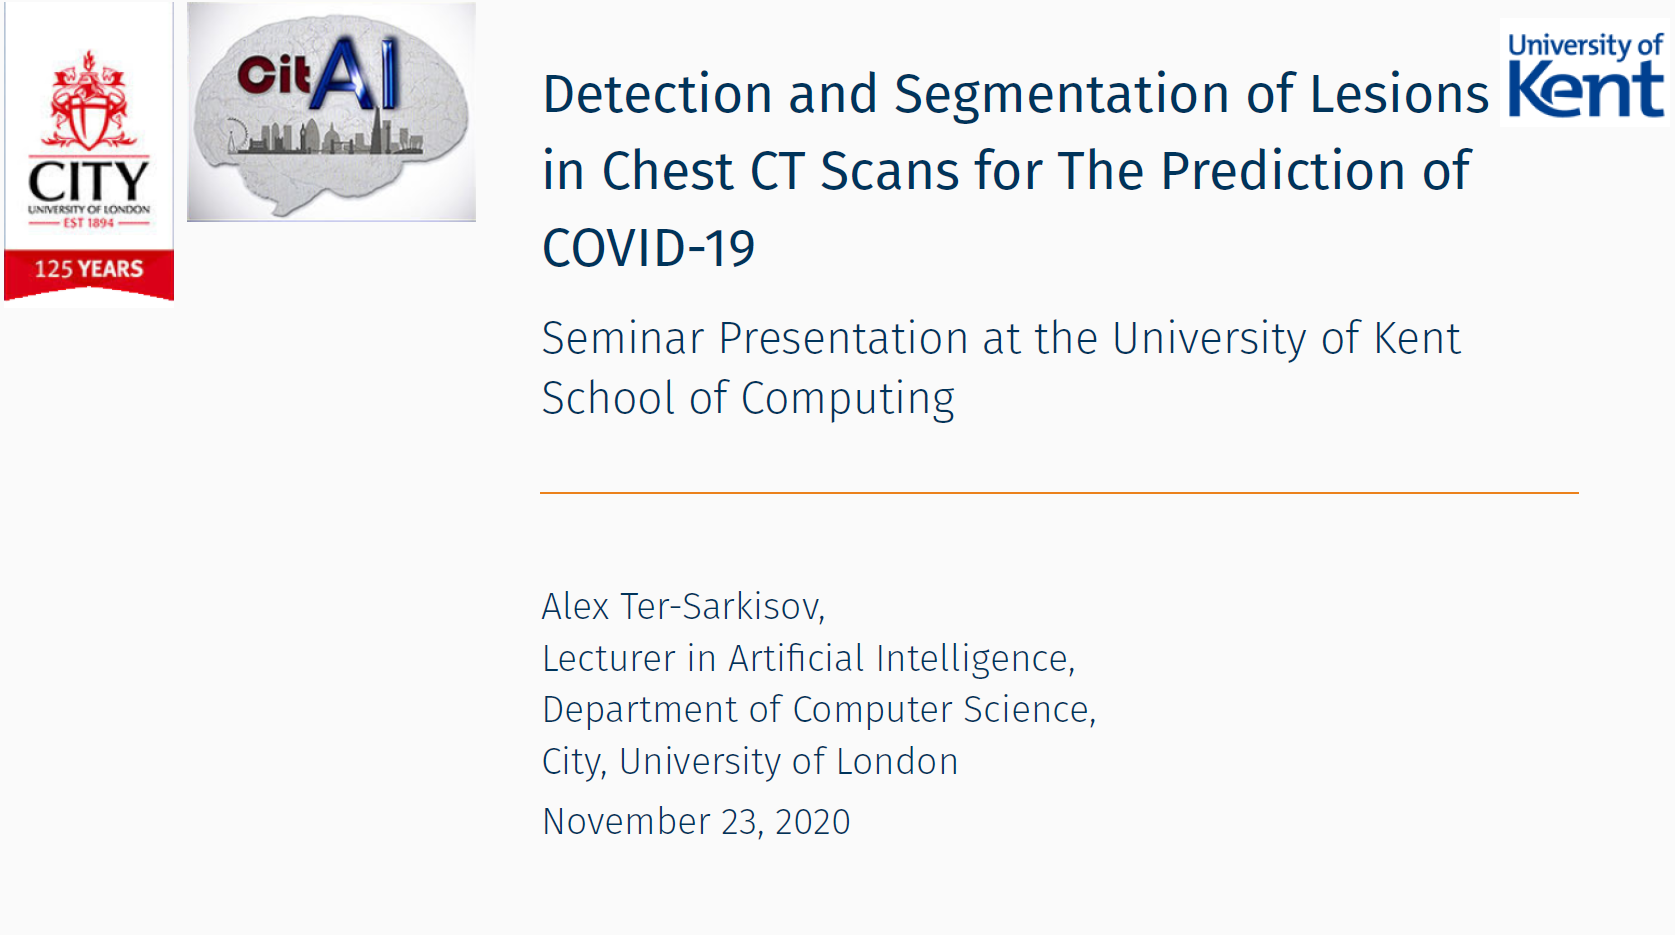 CITY
UNIVERSITY OF LONDON
EST 1894
125 YEARS
CitAI
University of
Kent
Detection and Segmentation of Lesions
in Chest CT Scans for The Prediction of
COVID-19
Seminar Presentation at the University of Kent
School of Computing
Alex Ter-Sarkisov,
Lecturer in Artificial Intelligence,
Department of Computer Science,
City, University of London
November 23, 2020